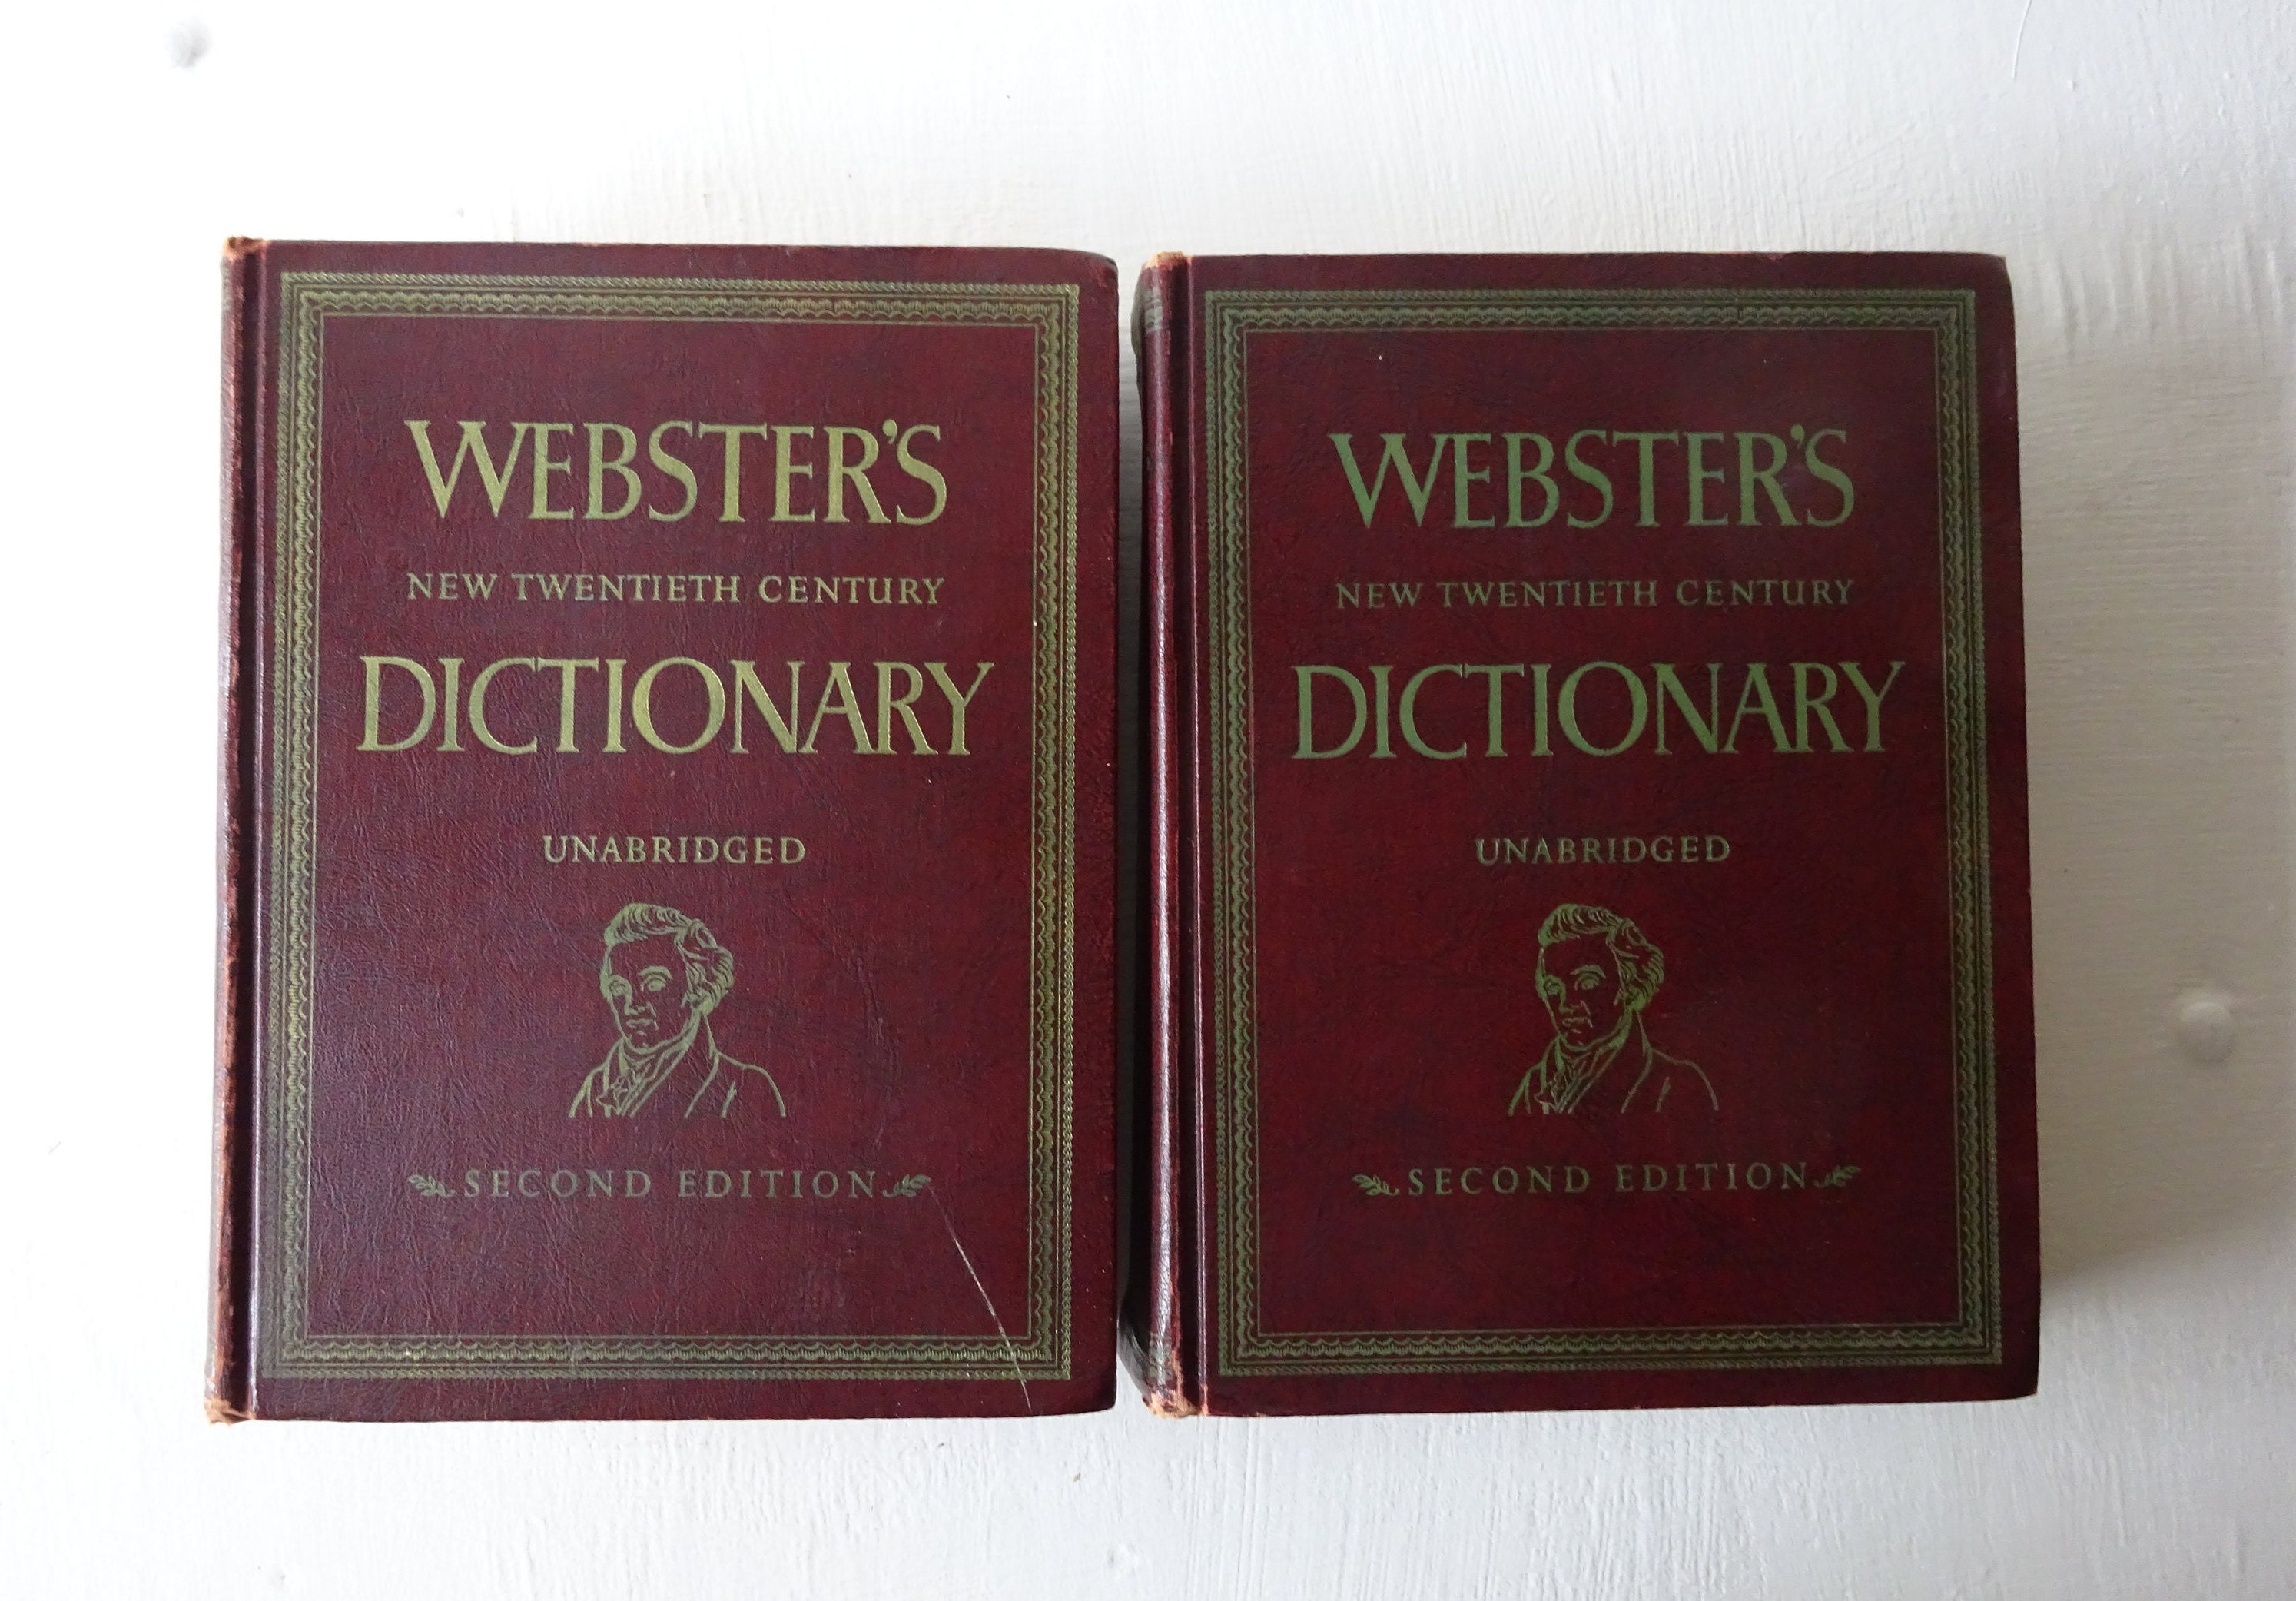 WEBSTER'S
NEW TWENTIETH CENTURY
DICTIONARY
UNABRIDGED
SECOND EDITION
WEBSTER'S
NEW TWENTIETH CENTURY
DICTIONARY
UNABRIDGED
SECOND EDITION